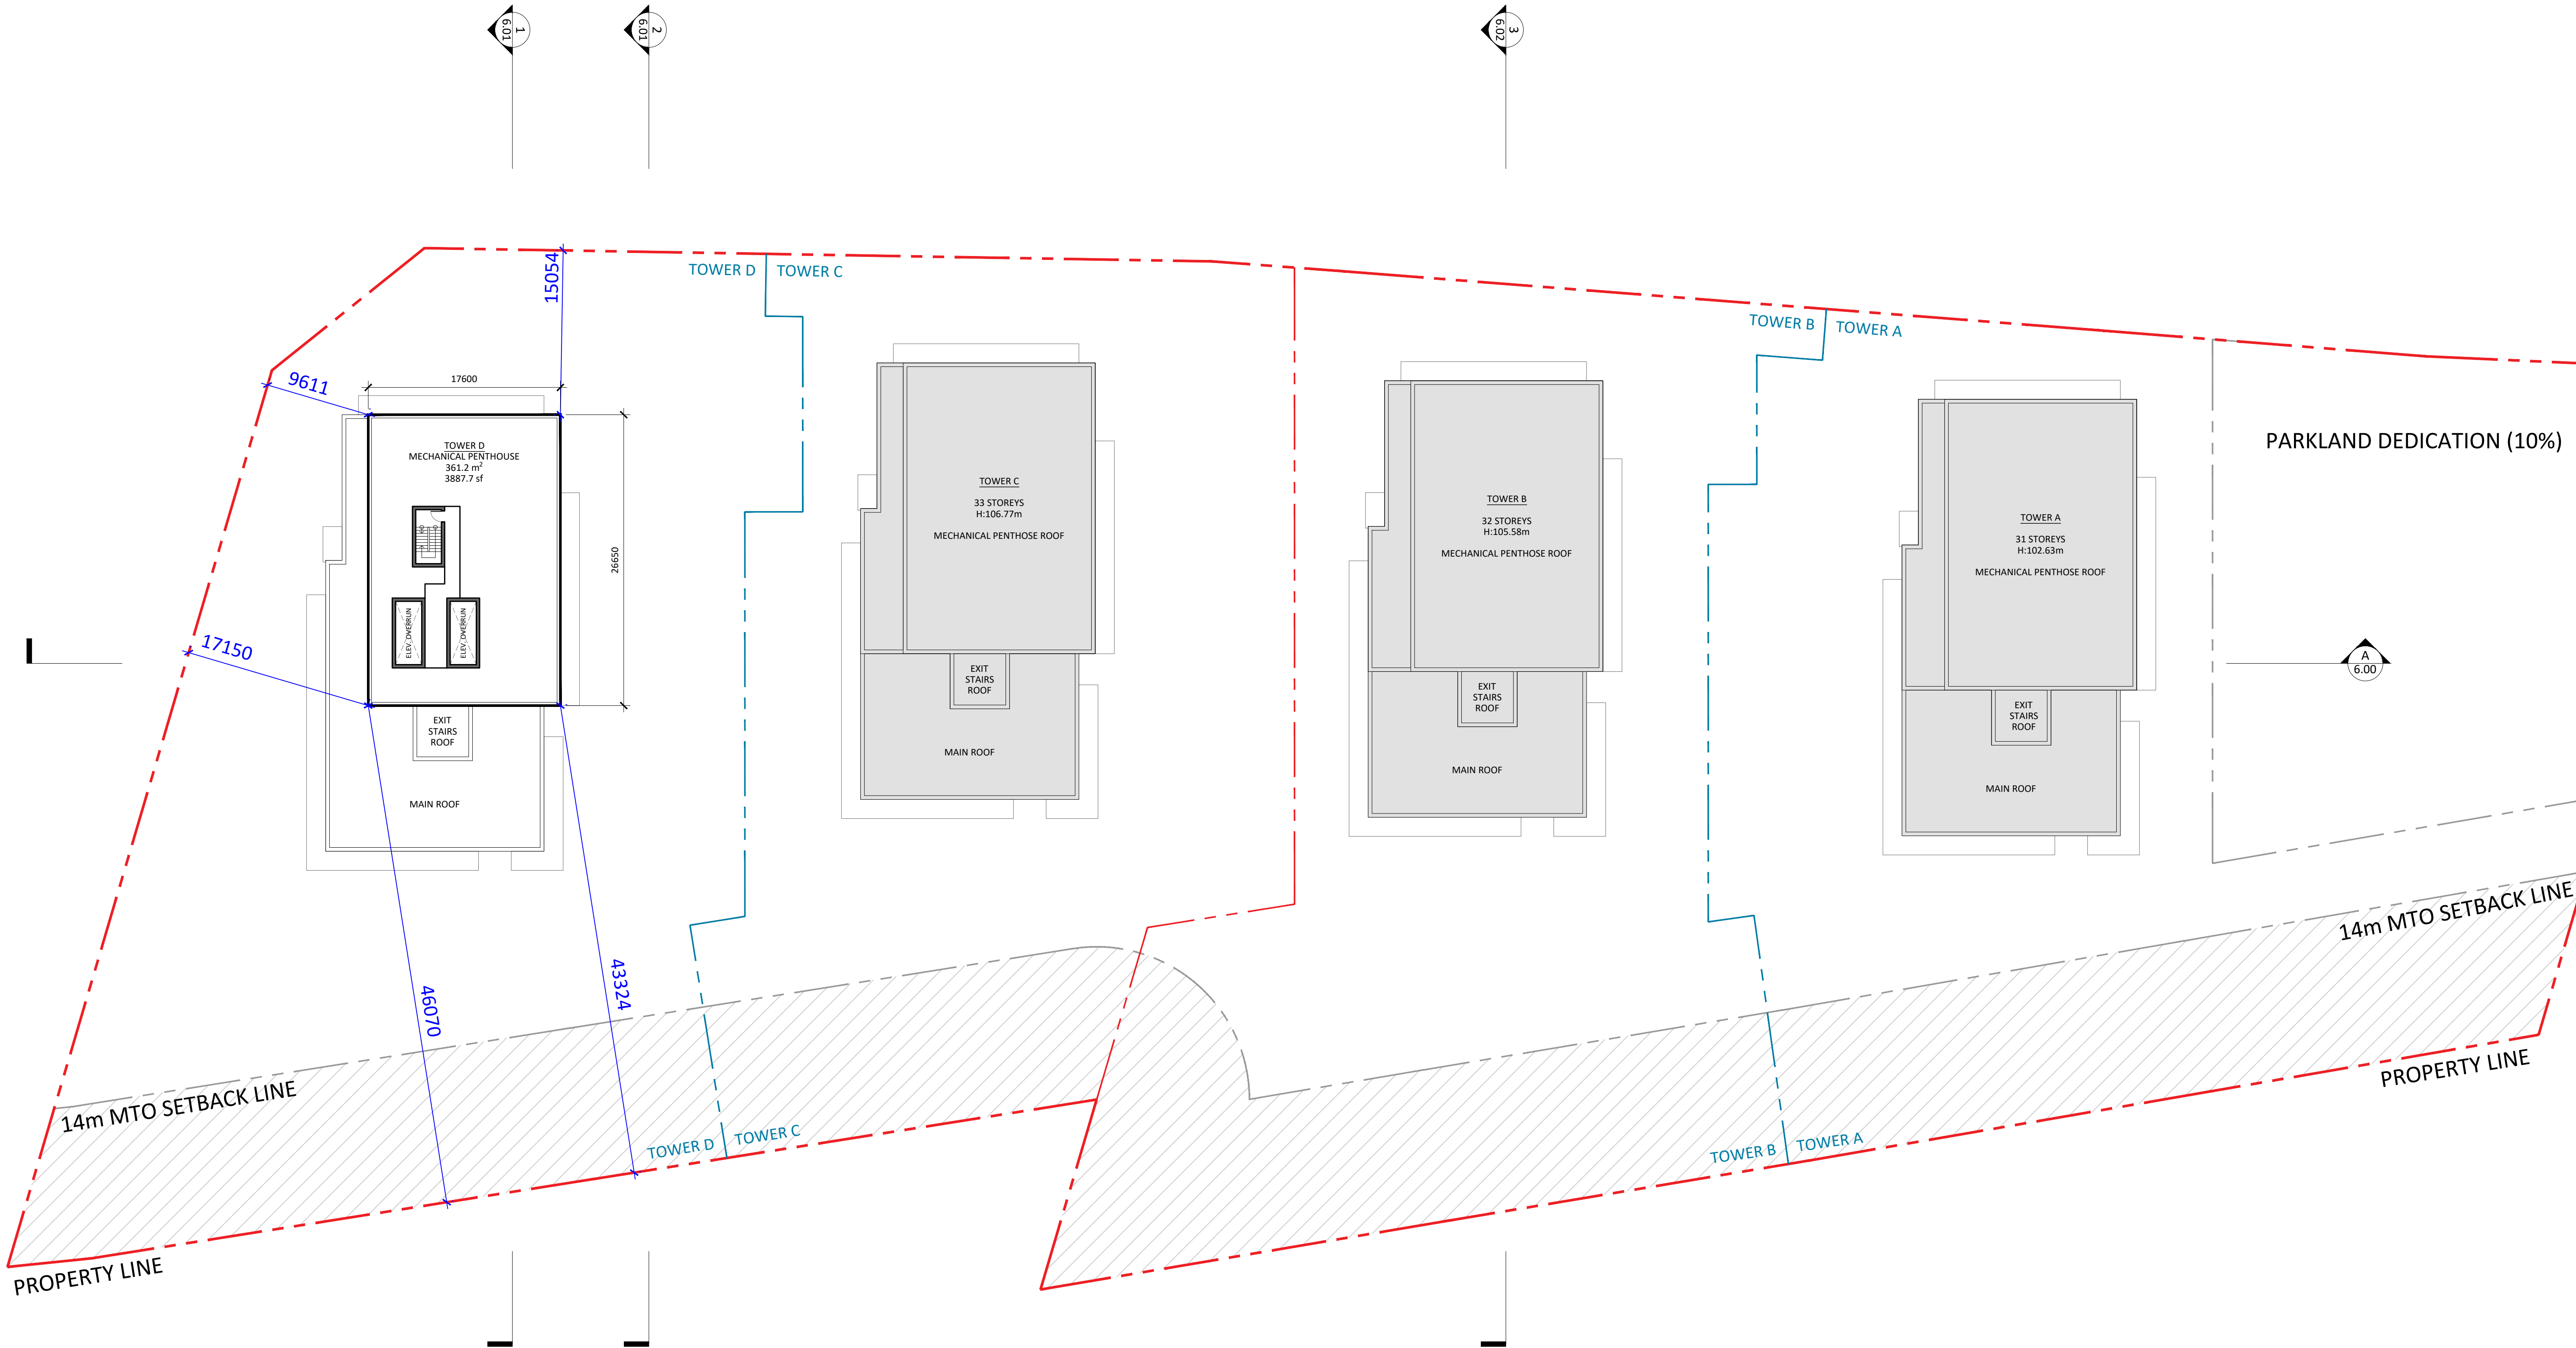 1
6.01
2
6.01
3
6.02
15054
TOWER D
TOWER C
TOWER B
TOWER A
9611
17600
PARKLAND DEDICATION (10%)
TOWER D
MECHANICAL PENTHOUSE
361.2 m²
3887.7 sf
26650
ELEV. OVERRUN
ELEV. OVERRUN
TOWER C
33 STOREYS
H:106.77m
MECHANICAL PENTHOSE ROOF
TOWER B
32 STOREYS
H:105.58m
MECHANICAL PENTHOSE ROOF
TOWER A
31 STOREYS
H:102.63m
MECHANICAL PENTHOSE ROOF
17150
A
6.00
EXIT
STAIRS
ROOF
MAIN ROOF
EXIT
STAIRS
ROOF
MAIN ROOF
EXIT
STAIRS
ROOF
MAIN ROOF
EXIT
STAIRS
ROOF
MAIN ROOF
46070
43324
14m MTO SETBACK LINE
14m MTO SETBACK LINE
TOWER D
TOWER C
TOWER B
TOWER A
PROPERTY LINE
PROPERTY LINE